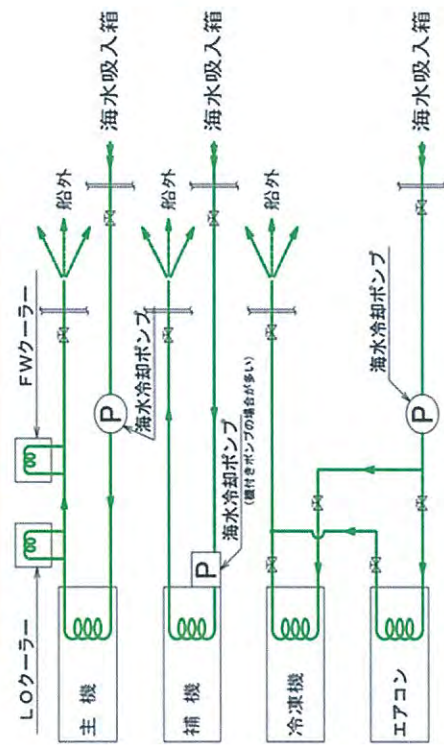 LOクーラー
FWクーラー
主機
補機
冷凍機
エアコン
P
海水冷却ポンプ
P
海水冷却ポンプ
(機付きポンプの場合が多い)
P
海水冷却ポンプ
船外
船外
船外
海水吸入箱
海水吸入箱
海水吸入箱